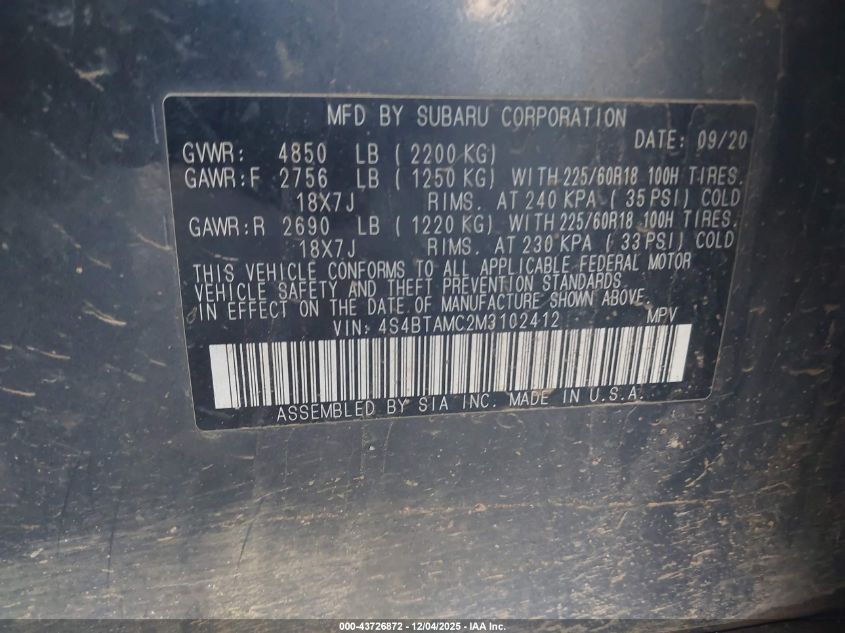 MFD BY SUBARU CORPORATION
DATE: 09/20
GVWR: 4850 LB ( 2200 KG)
GAWR:F 2756 LB ( 1250 KG) WITH 225/60R18 100H TIRES.
18X7J RIMS. AT 240 KPA ( 35 PSI) COLD
GAWR:R 2690 LB ( 1220 KG) WITH 225/60R18 100H TIRES.
18X7J RIMS. AT 230 KPA ( 33 PSI) COLD
THIS VEHICLE CONFORMS TO ALL APPLICABLE FEDERAL MOTOR
VEHICLE SAFETY AND THEFT PREVENTION STANDARDS
IN EFFECT ON THE DATE OF MANUFACTURE SHOWN ABOVE.
VIN: 4S4BTAMC2M3102412 MPV
ASSEMBLED BY SIA INC. MADE IN U.S.A.
000-43726872 - 12/04/2025 - IAA Inc.